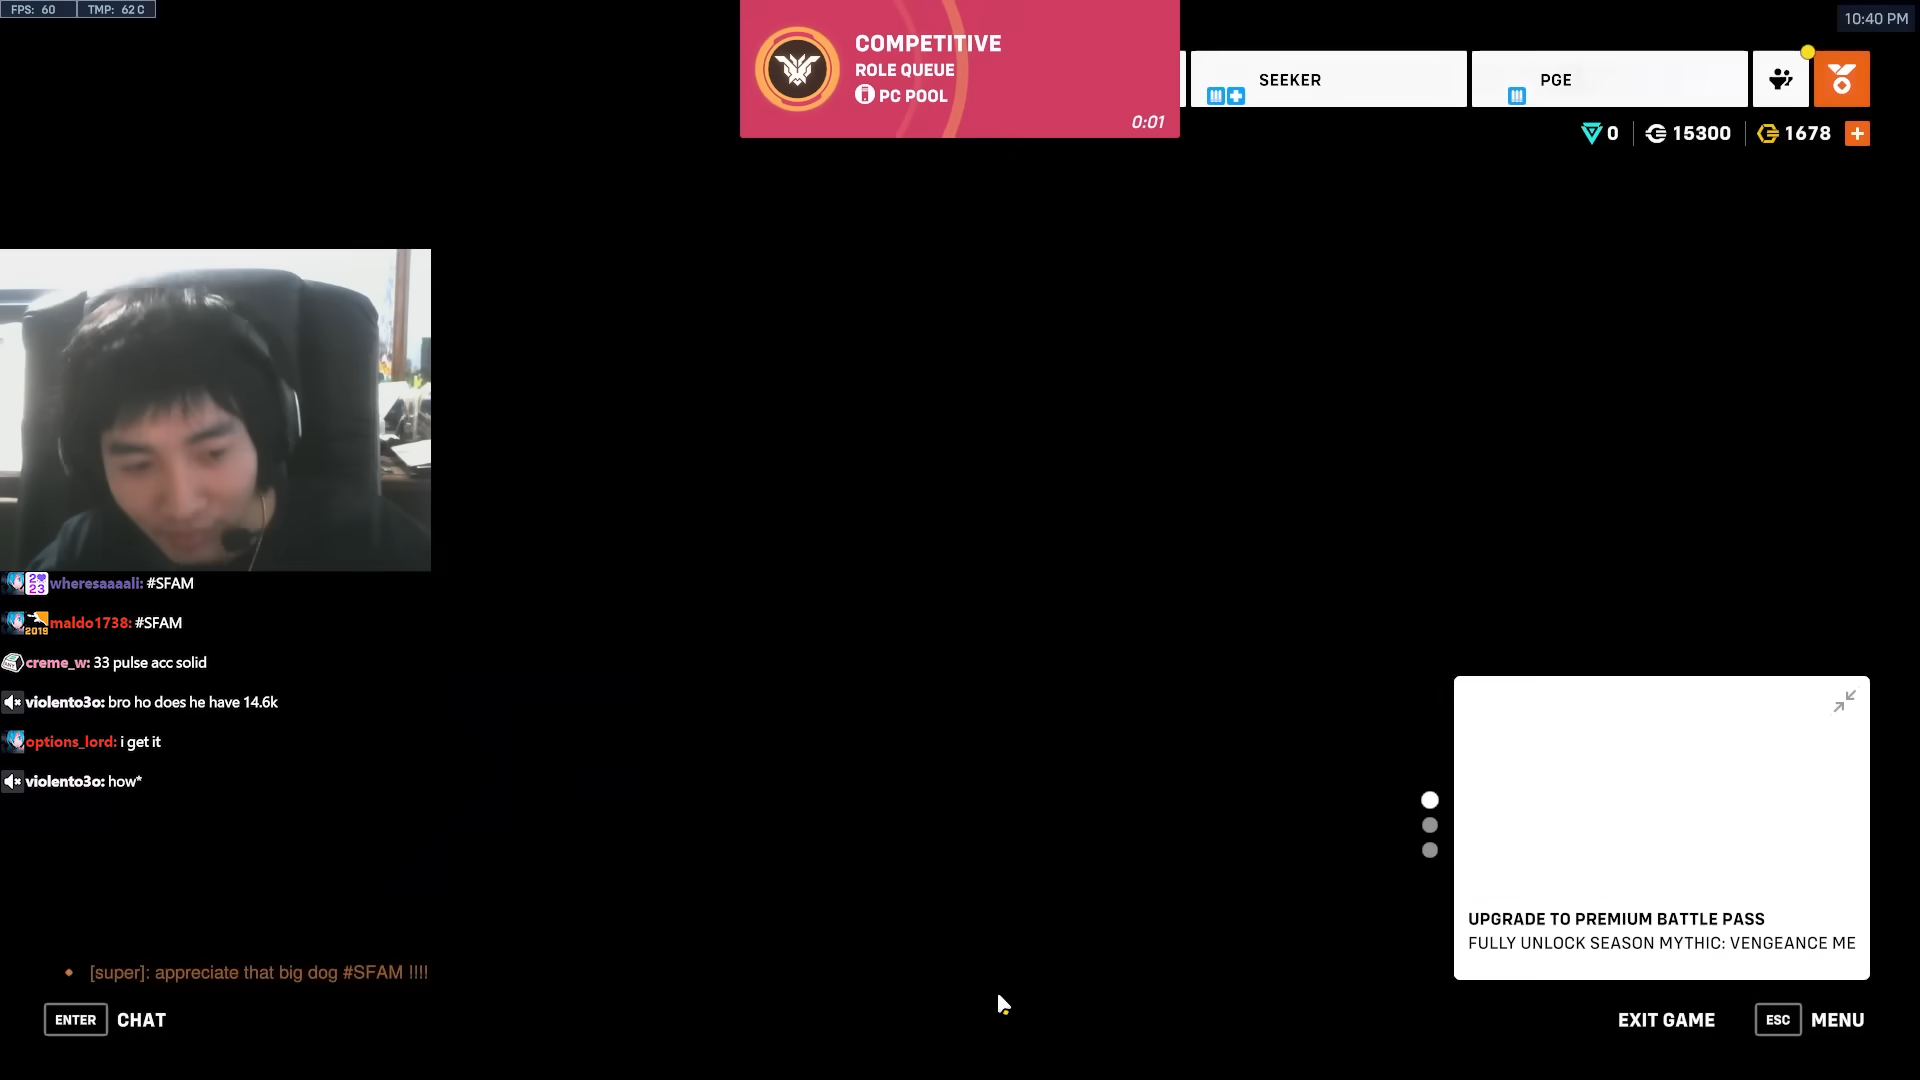 FPS: 60 TMP: 62 C
10:40 PM
COMPETITIVE
ROLE QUEUE
PC POOL
0:01
SEEKER
PGE
0 15300 1678
wheresaaaali: #SFAM
maldo1738: #SFAM
creme_w: 33 pulse acc solid
violento3o: bro ho does he have 14.6k
options_lord: i get it
violento3o: how*
UPGRADE TO PREMIUM BATTLE PASS
FULLY UNLOCK SEASON MYTHIC: VENGEANCE ME
[super]: appreciate that big dog #SFAM !!!!
ENTER CHAT
EXIT GAME
ESC MENU